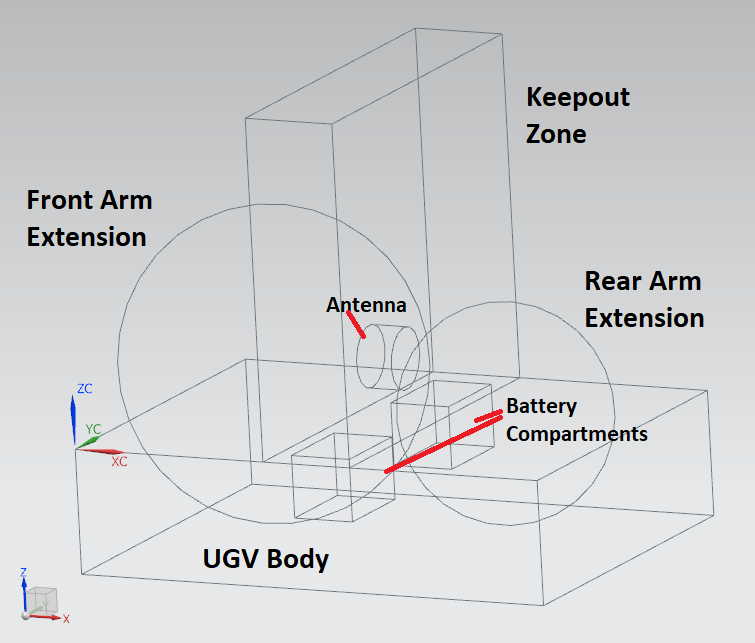 Keepout
Zone
Front Arm
Extension
Rear Arm
Extension
Antenna
ZC
YC
XC
Battery
Compartments
UGV Body
Z
X